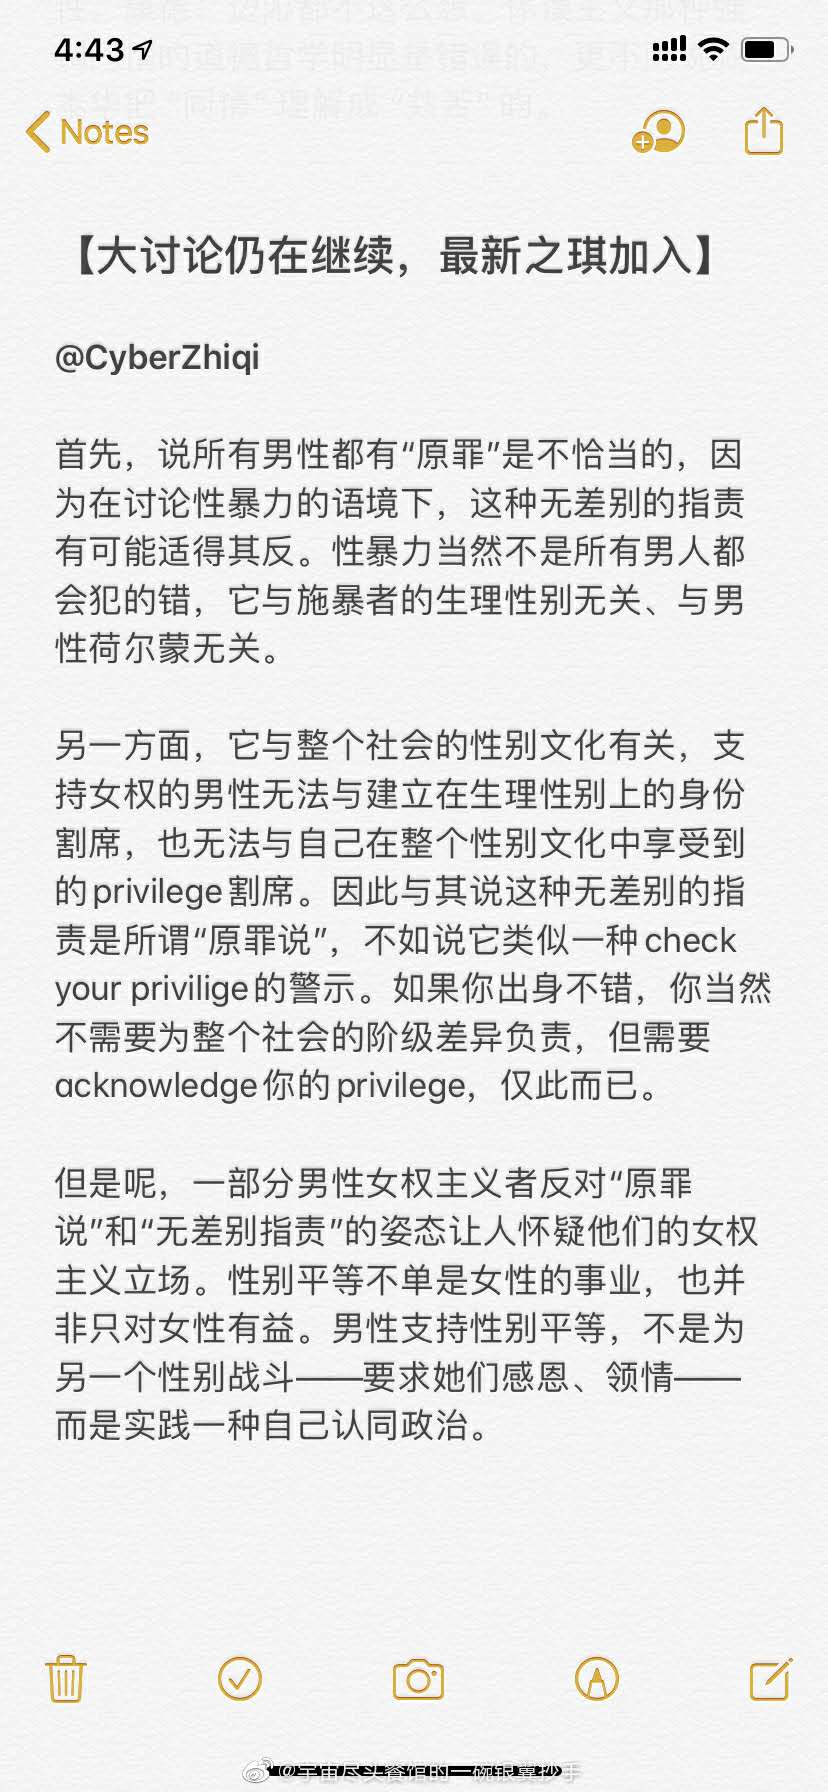 4:43
Notes
【大讨论仍在继续，最新之琪加入】
@CyberZhiqi
首先，说所有男性都有“原罪”是不恰当的，因
为在讨论性暴力的语境下，这种无差别的指责
有可能适得其反。性暴力当然不是所有男人都
会犯的错，它与施暴者的生理性别无关、与男
性荷尔蒙无关。
另一方面，它与整个社会的性别文化有关，支
持女权的男性无法与建立在生理性别上的身份
割席，也无法与自己在整个性别文化中享受到
的privilege割席。因此与其说这种无差别的指
责是所谓“原罪说”，不如说它类似一种check
your privilige的警示。如果你出身不错，你当然
不需要为整个社会的阶级差异负责，但需要
acknowledge你的privilege，仅此而已。
但是呢，一部分男性女权主义者反对“原罪
说”和“无差别指责”的姿态让人怀疑他们的女权
主义立场。性别平等不单是女性的事业，也并
非只对女性有益。男性支持性别平等，不是为
另一个性别战斗——要求她们感恩、领情——
而是实践一种自己认同政治。
@宇宙尽头餐馆的一碗银翼抄手